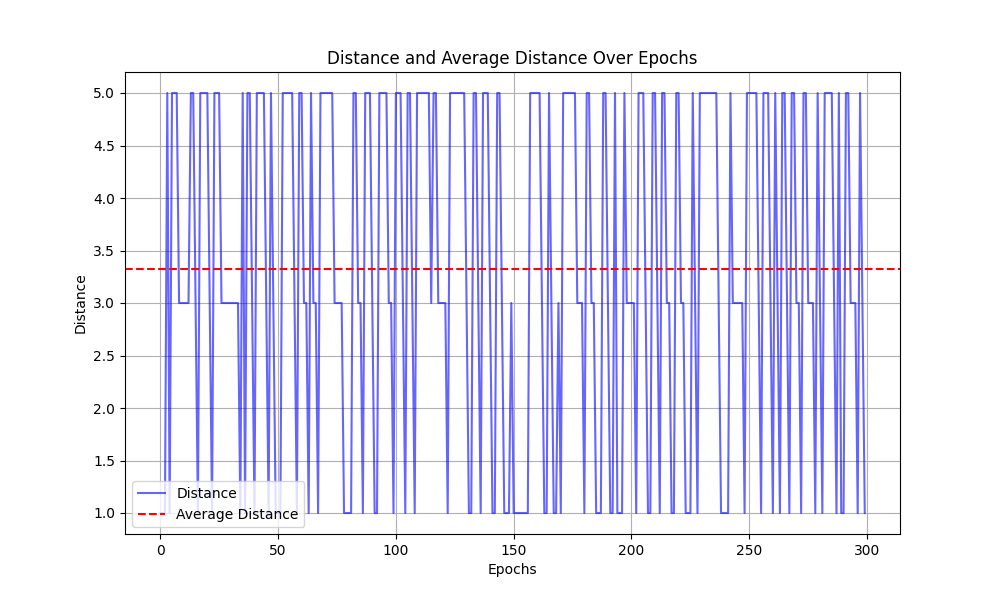 Distance and Average Distance Over Epochs
5.0
4.5
4.0
3.5
3.0
2.5
2.0
1.5
1.0
Distance
Distance
Average Distance
0 50 100 150 200 250 300
Epochs